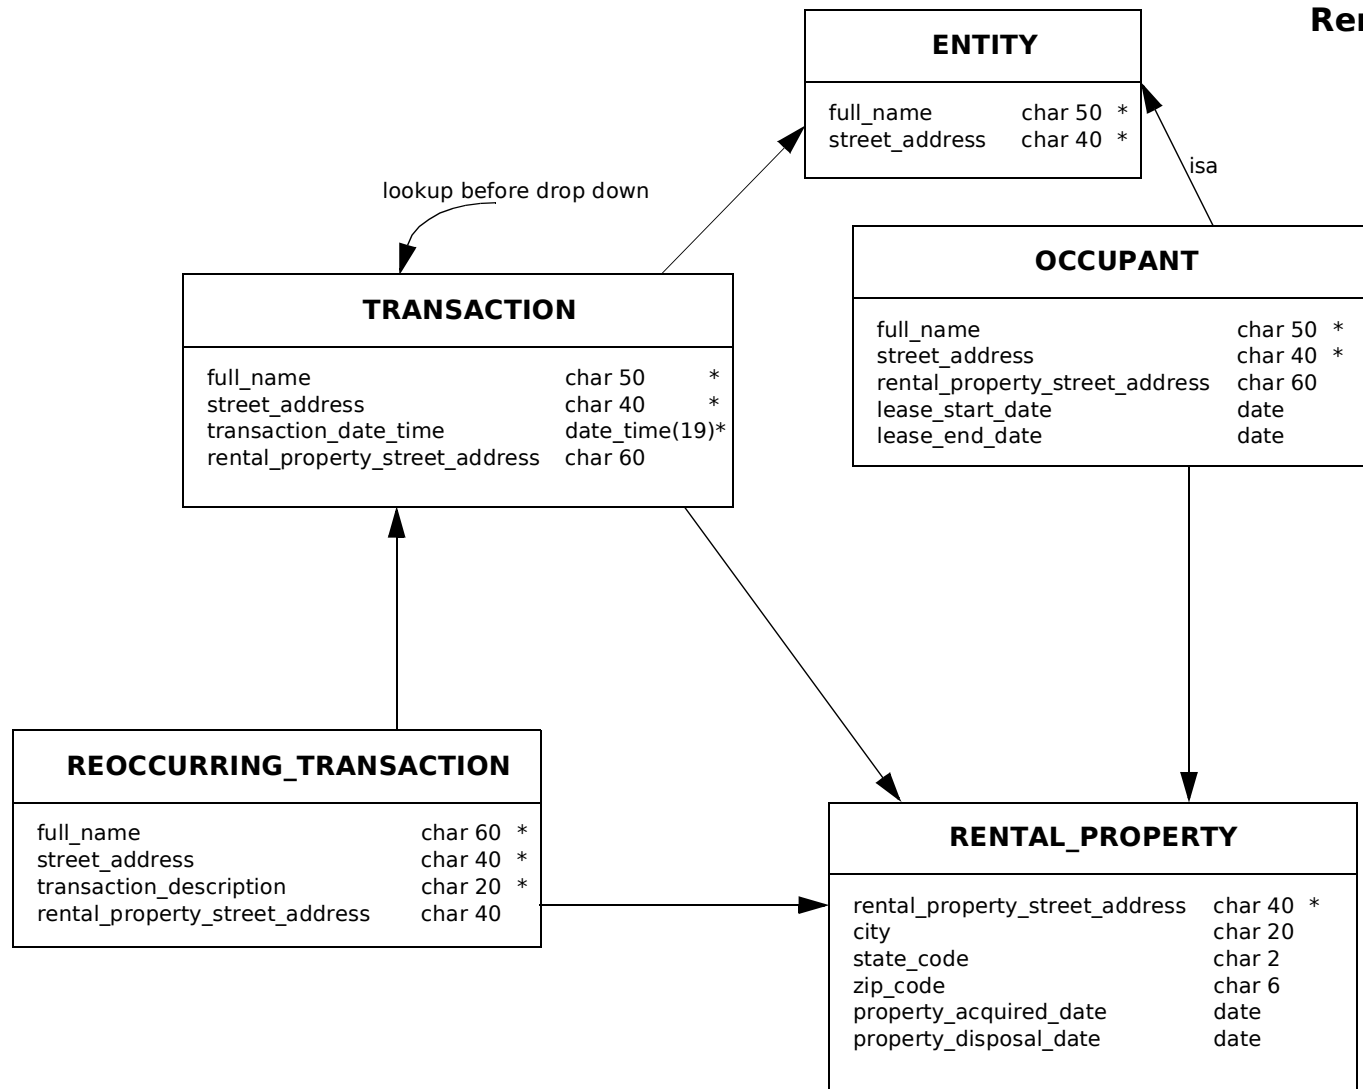 Ren
ENTITY
full_name char 50 *
street_address char 40 *
isa
lookup before drop down
OCCUPANT
full_name char 50 *
street_address char 40 *
rental_property_street_address char 60
lease_start_date date
lease_end_date date
TRANSACTION
full_name char 50 *
street_address char 40 *
transaction_date_time date_time(19)*
rental_property_street_address char 60
REOCCURRING_TRANSACTION
full_name char 60 *
street_address char 40 *
transaction_description char 20 *
rental_property_street_address char 40
RENTAL_PROPERTY
rental_property_street_address char 40 *
city char 20
state_code char 2
zip_code char 6
property_acquired_date date
property_disposal_date date